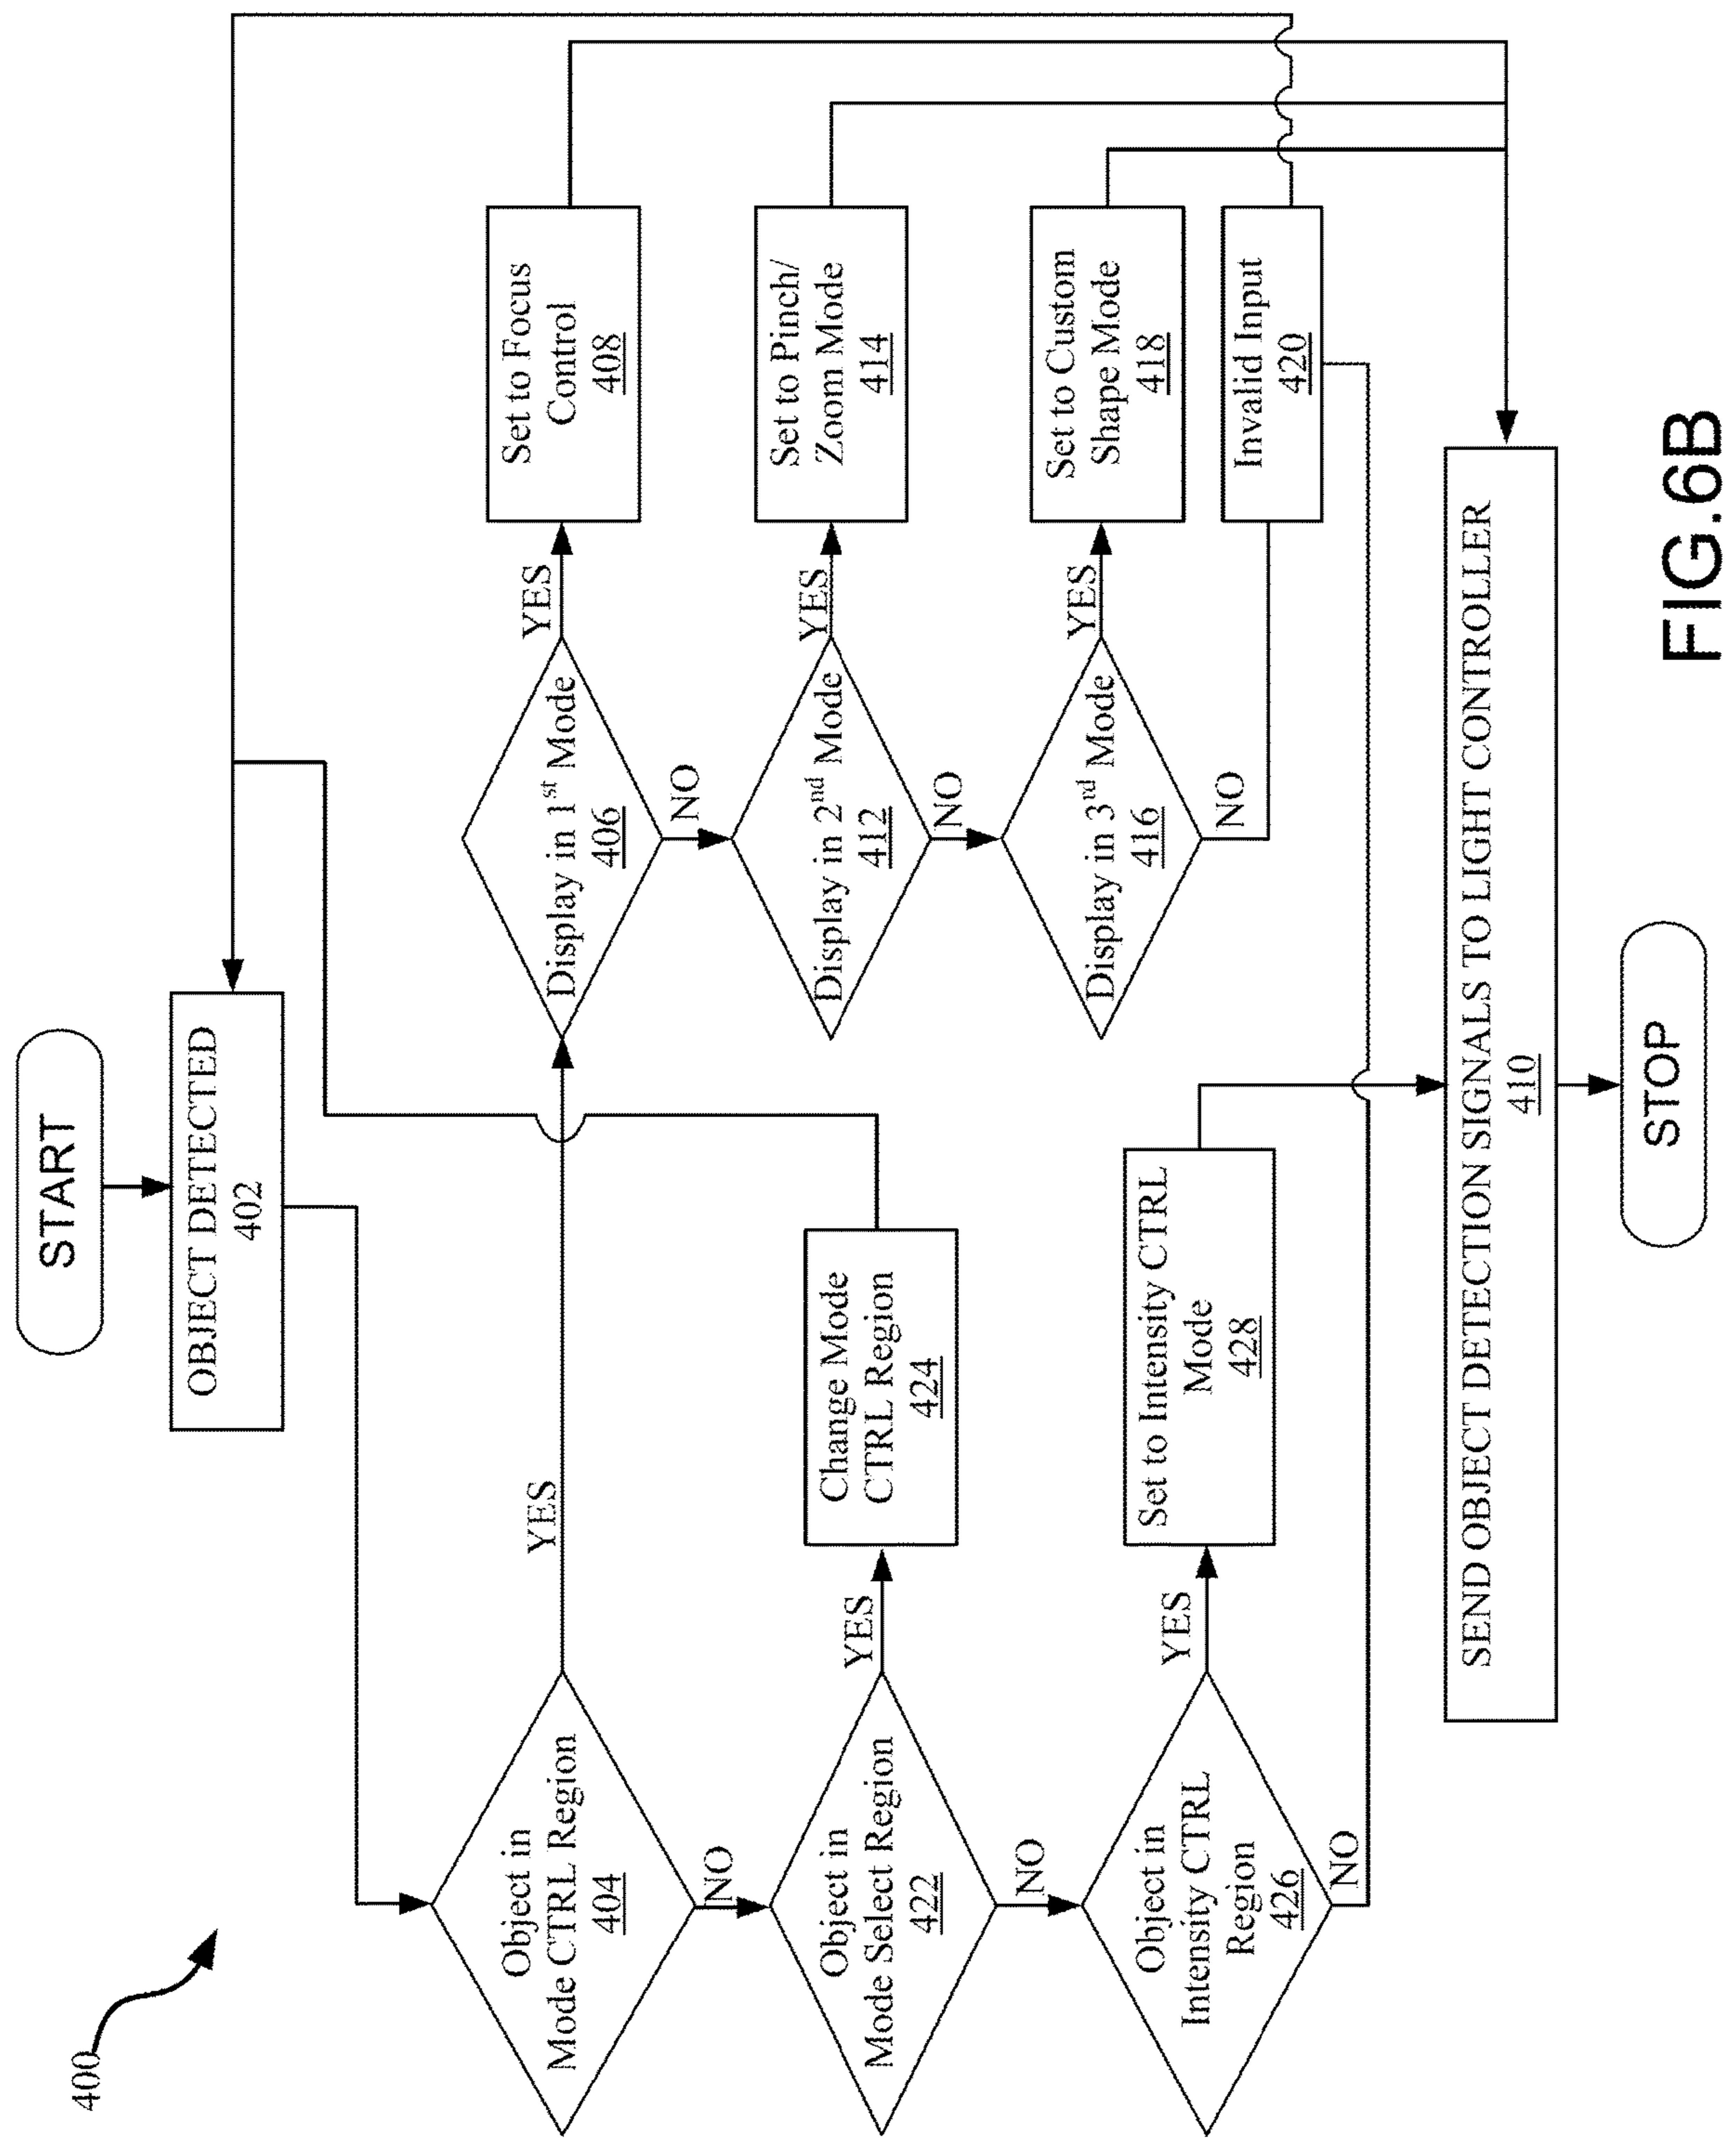 400
START
OBJECT DETECTED
402
Object in
Mode CTRL Region
404
YES
NO
Display in 1st Mode
406
YES
NO
Set to Focus
Control
408
Object in
Mode Select Region
422
YES
NO
Change Mode
CTRL Region
424
Display in 2nd Mode
412
YES
NO
Set to Pinch/
Zoom Mode
414
Object in
Intensity CTRL
Region
426
YES
NO
Set to Intensity CTRL
Mode
428
Display in 3rd Mode
416
YES
NO
Set to Custom
Shape Mode
418
Invalid Input
420
SEND OBJECT DETECTION SIGNALS TO LIGHT CONTROLLER
410
STOP
FIG.6B